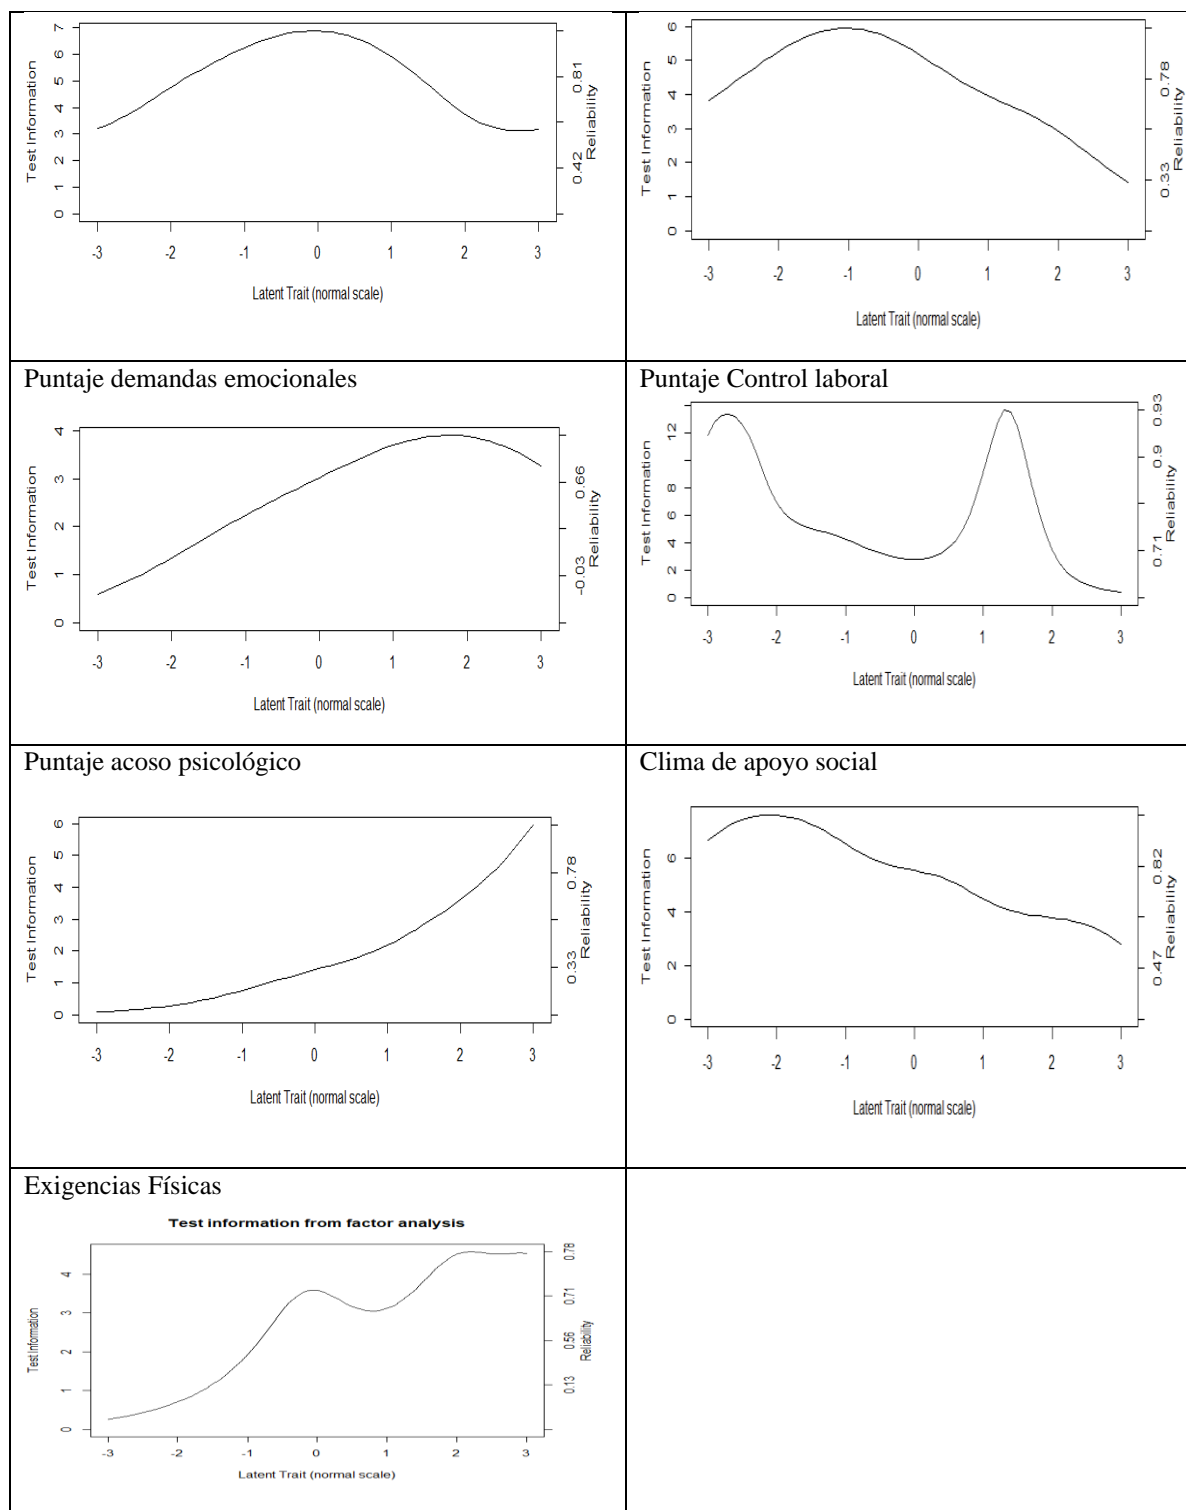 7
6
5
4
3
2
1
0
Test Information
0.81
0.42
Reliability
-3 -2 -1 0 1 2 3
Latent Trait (normal scale)
6
5
4
3
2
1
0
Test Information
0.78
0.33
Reliability
-3 -2 -1 0 1 2 3
Latent Trait (normal scale)
Puntaje demandas emocionales
4
3
2
1
0
Test Information
0.66
-0.03
Reliability
-3 -2 -1 0 1 2 3
Latent Trait (normal scale)
Puntaje Control laboral
12
8
6
4
2
0
Test Information
0.93
0.9
0.71
Reliability
-3 -2 -1 0 1 2 3
Latent Trait (normal scale)
Puntaje acoso psicológico
6
5
4
3
2
1
0
Test Information
0.78
0.33
Reliability
-3 -2 -1 0 1 2 3
Latent Trait (normal scale)
Clima de apoyo social
6
4
2
0
Test Information
0.82
0.47
Reliability
-3 -2 -1 0 1 2 3
Latent Trait (normal scale)
Exigencias Físicas
Test information from factor analysis
4
3
2
1
0
Test Information
0.78
0.71
0.56
0.13
Reliability
-3 -2 -1 0 1 2 3
Latent Trait (normal scale)